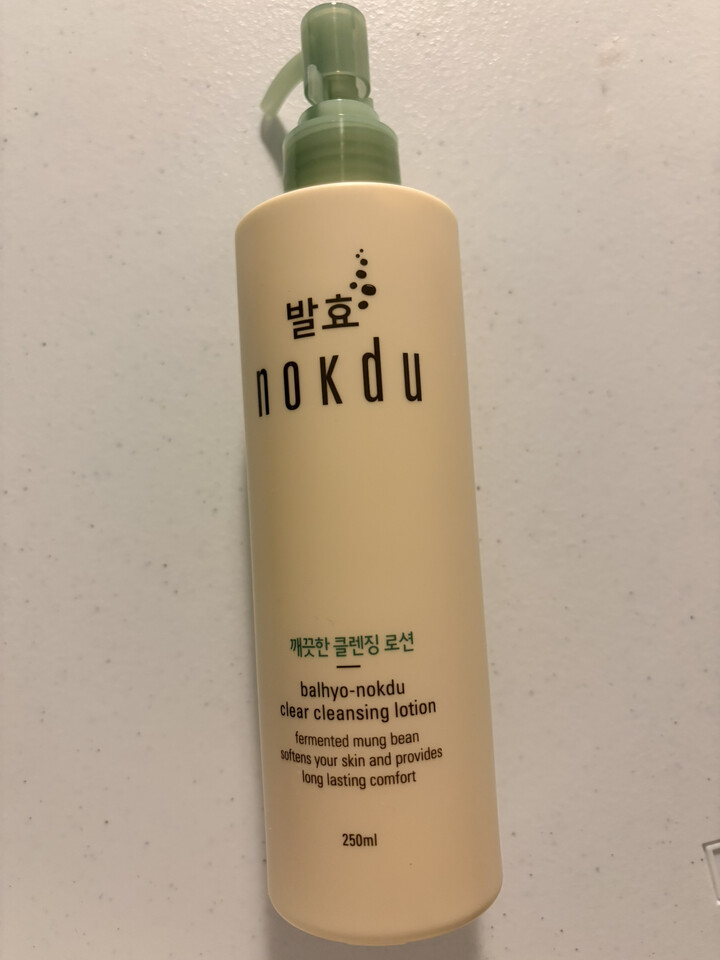 발효
nokdu
깨끗한 클렌징 로션
balhyo-nokdu
clear cleansing lotion
fermented mung bean
softens your skin and provides
long lasting comfort
250ml